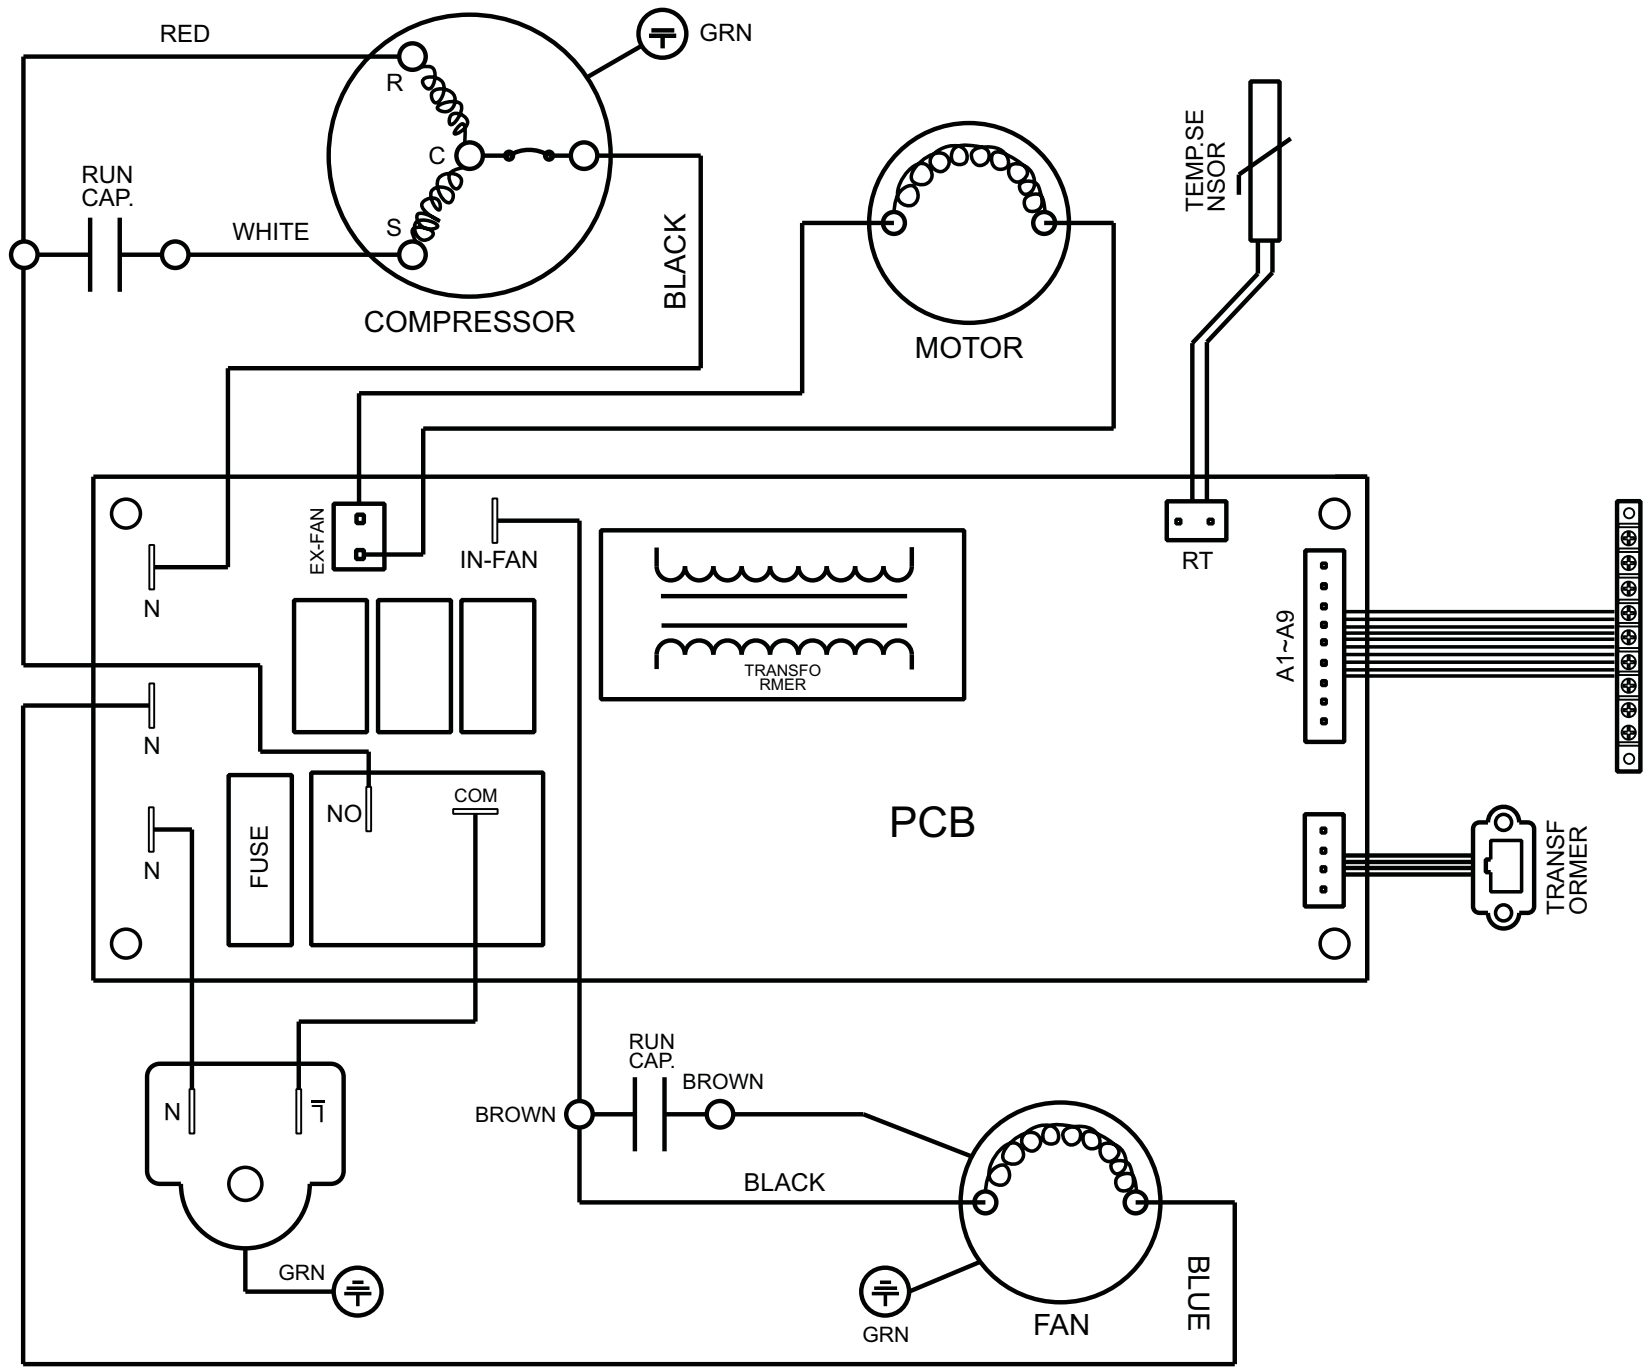 RED
GRN
R
C
S
RUN
CAP.
WHITE
COMPRESSOR
BLACK
MOTOR
TEMP.SE
NSOR
EX-FAN
IN-FAN
RT
N
TRANSFO
RMER
A1~A9
N
NO
COM
PCB
N
FUSE
TRANSF
ORMER
RUN
CAP.
BROWN
BROWN
N
L
BLACK
GRN
BLUE
GRN
FAN